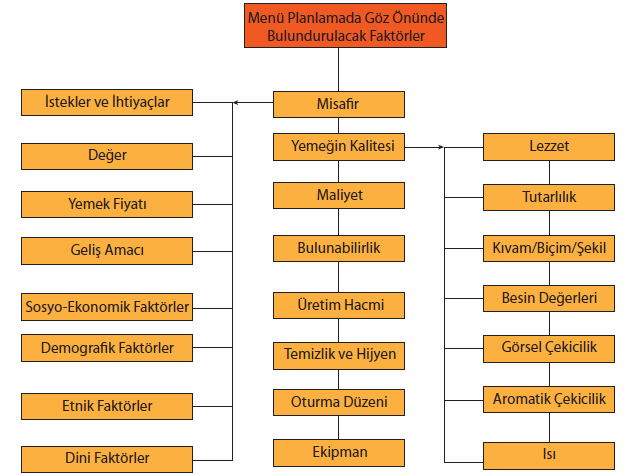 Menü Planlamada Göz Önünde
Bulundurulacak Faktörler
Misafir
Yemeğin Kalitesi
Maliyet
Bulunabilirlik
Üretim Hacmi
Temizlik ve Hijyen
Oturma Düzeni
Ekipman
İstekler ve İhtiyaçlar
Değer
Yemek Fiyatı
Geliş Amacı
Sosyo-Ekonomik Faktörler
Demografik Faktörler
Etnik Faktörler
Dini Faktörler
Lezzet
Tutarlılık
Kıvam/Biçim/Şekil
Besin Değerleri
Görsel Çekicilik
Aromatik Çekicilik
Isı